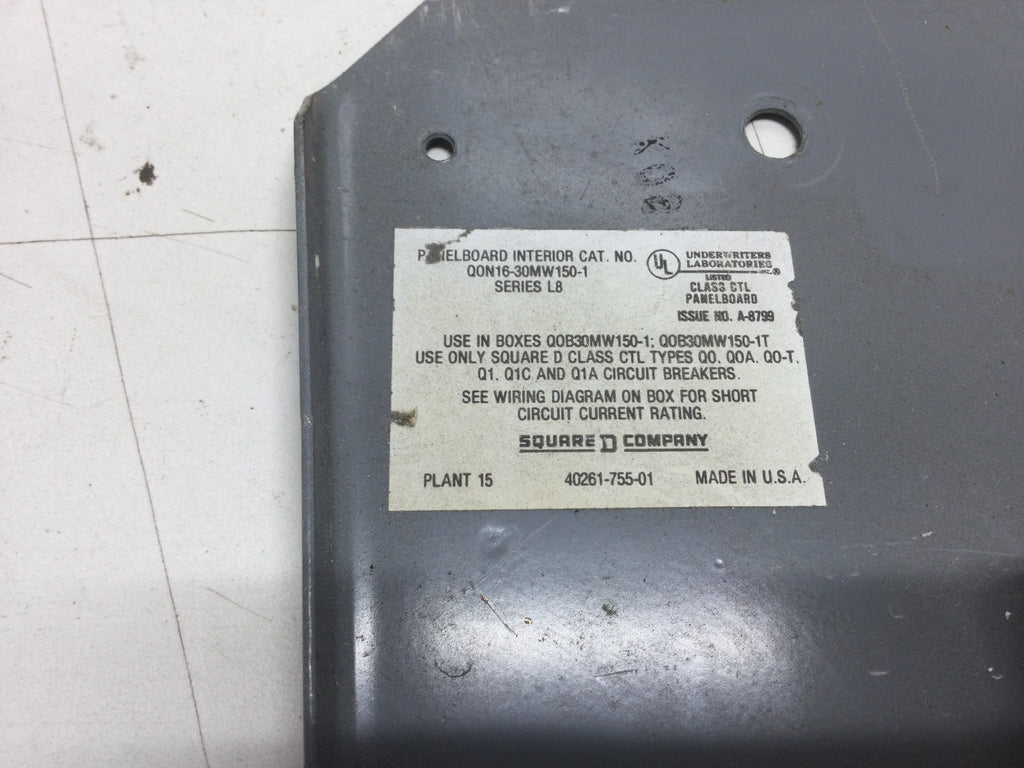 PANELBOARD INTERIOR CAT. NO.
QON16-30MW150-1
SERIES L8
UL
UNDERWRITERS
LABORATORIES
INC.®
LISTED
CLASS CTL
PANELBOARD
ISSUE NO. A-8799
USE IN BOXES QOB30MW150-1; QOB30MW150-1T
USE ONLY SQUARE D CLASS CTL TYPES QO, QOA, QO-T,
Q1, Q1C AND Q1A CIRCUIT BREAKERS.
SEE WIRING DIAGRAM ON BOX FOR SHORT
CIRCUIT CURRENT RATING.
SQUARE D COMPANY
PLANT 15 40261-755-01 MADE IN U.S.A.